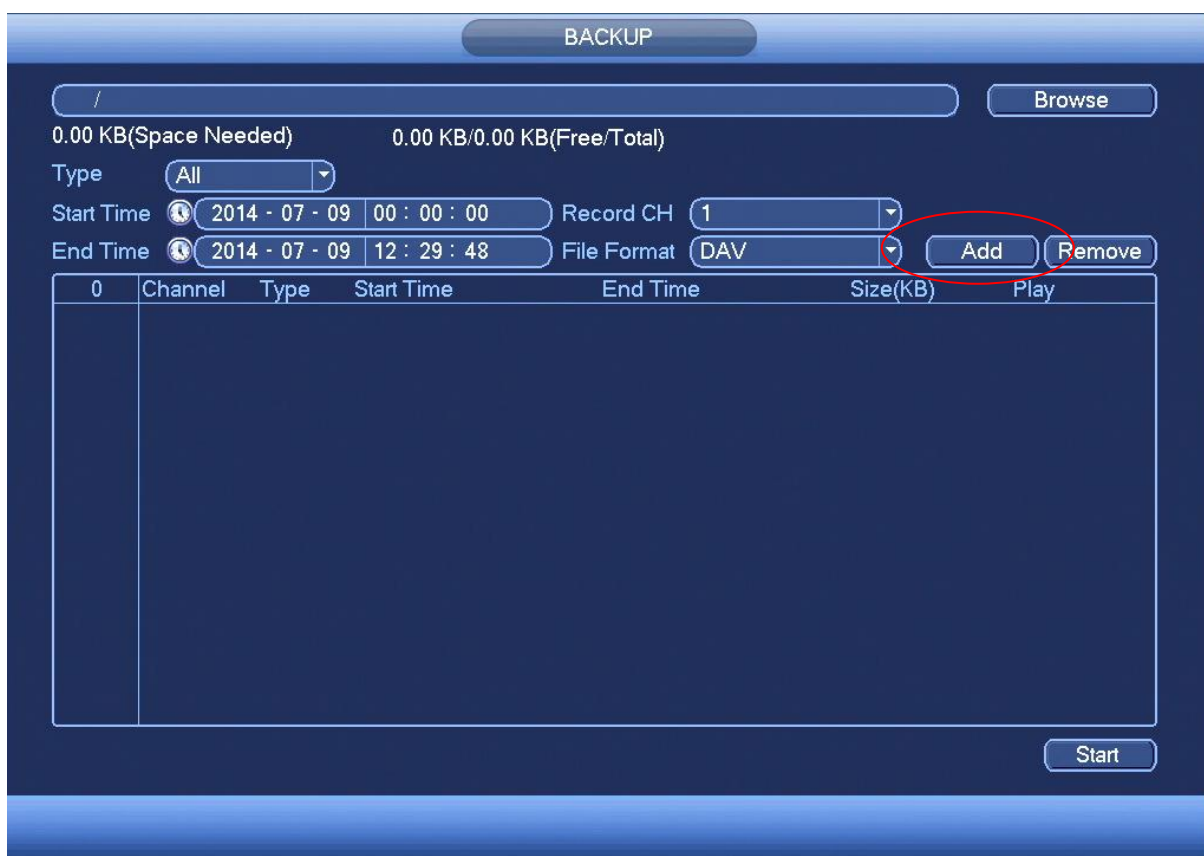 BACKUP
/ Browse
0.00 KB(Space Needed) 0.00 KB/0.00 KB(Free/Total)
Type All
Start Time 2014 - 07 - 09 00 : 00 : 00 Record CH 1
End Time 2014 - 07 - 09 12 : 29 : 48 File Format DAV Add Remove
0 Channel Type Start Time End Time Size(KB) Play
Start